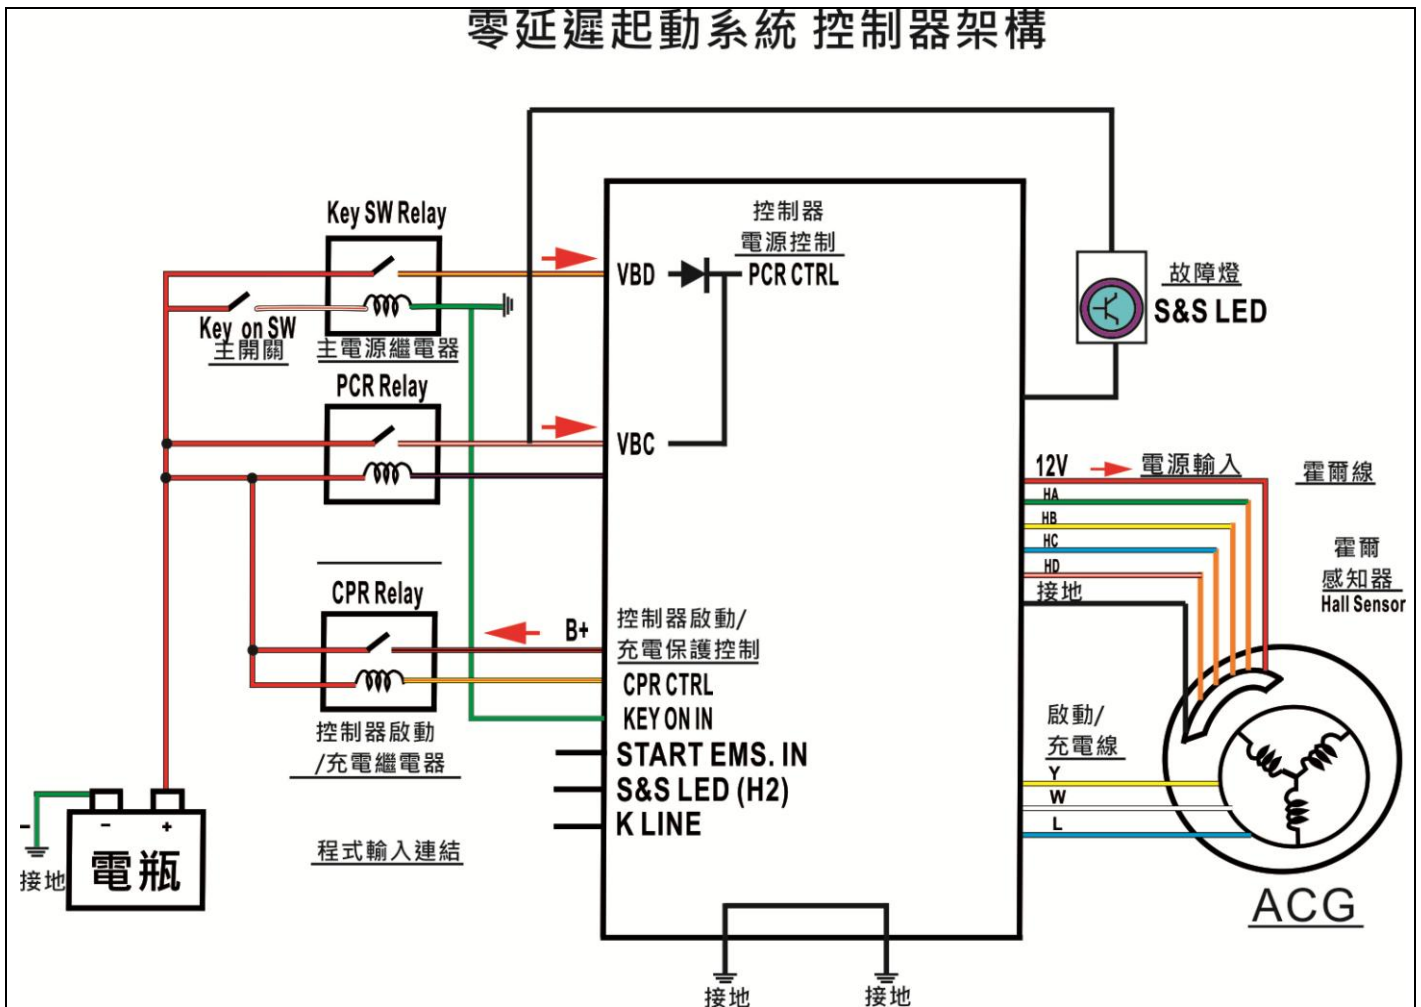 零延遲起動系統 控制器架構
Key SW Relay
Key on SW
主開關
主電源繼電器
PCR Relay
CPR Relay
控制器啟動
/充電繼電器
程式輸入連結
- +
電瓶
-
接地
VBD
控制器
電源控制
PCR CTRL
VBC
B+
控制器啟動/
充電保護控制
CPR CTRL
KEY ON IN
START EMS. IN
S&S LED (H2)
K LINE
接地
接地
故障燈
S&S LED
12V
電源輸入
霍爾線
HA
HB
HC
HD
接地
霍爾
感知器
Hall Sensor
啟動/
充電線
Y
W
L
ACG